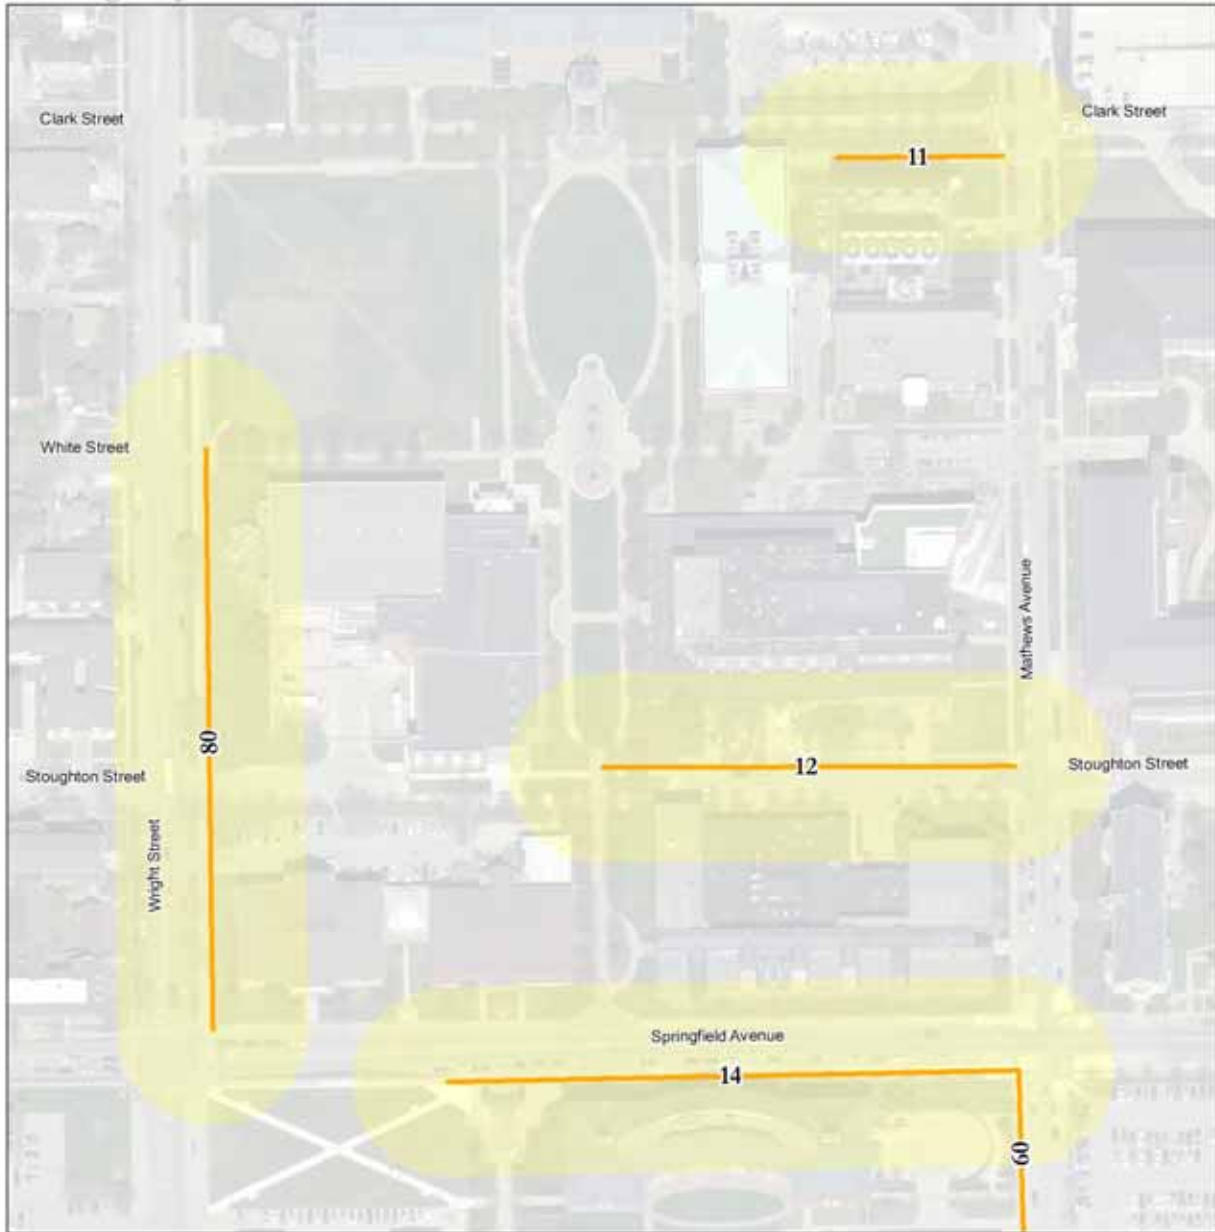 Clark Street
Clark Street
11
White Street
Mathews Avenue
80
12
Stoughton Street
Stoughton Street
Wright Street
Springfield Avenue
14
60